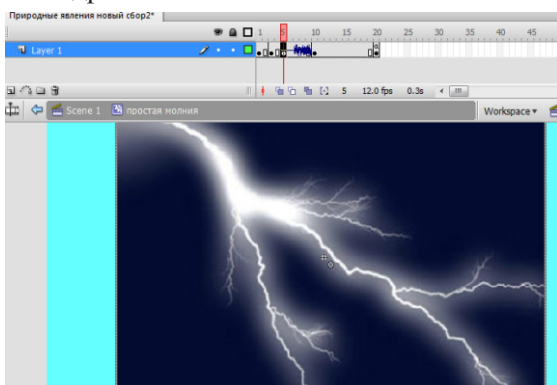 Природные явления новый сбор2*
1 5 10 15 20 25 30 35 40 45
Layer 1
5 12.0 fps 0.3s
Scene 1 простая молния Workspace